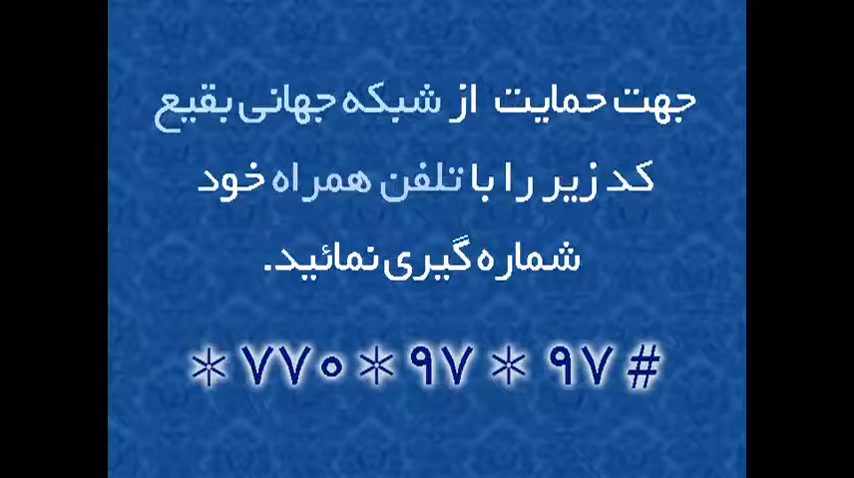 جهت حمایت از شبکه جهانی بقیع
کد زیر را با تلفن همراه خود
شماره گیری نمائید.
*۷۷۰*۹۷*۹۷#